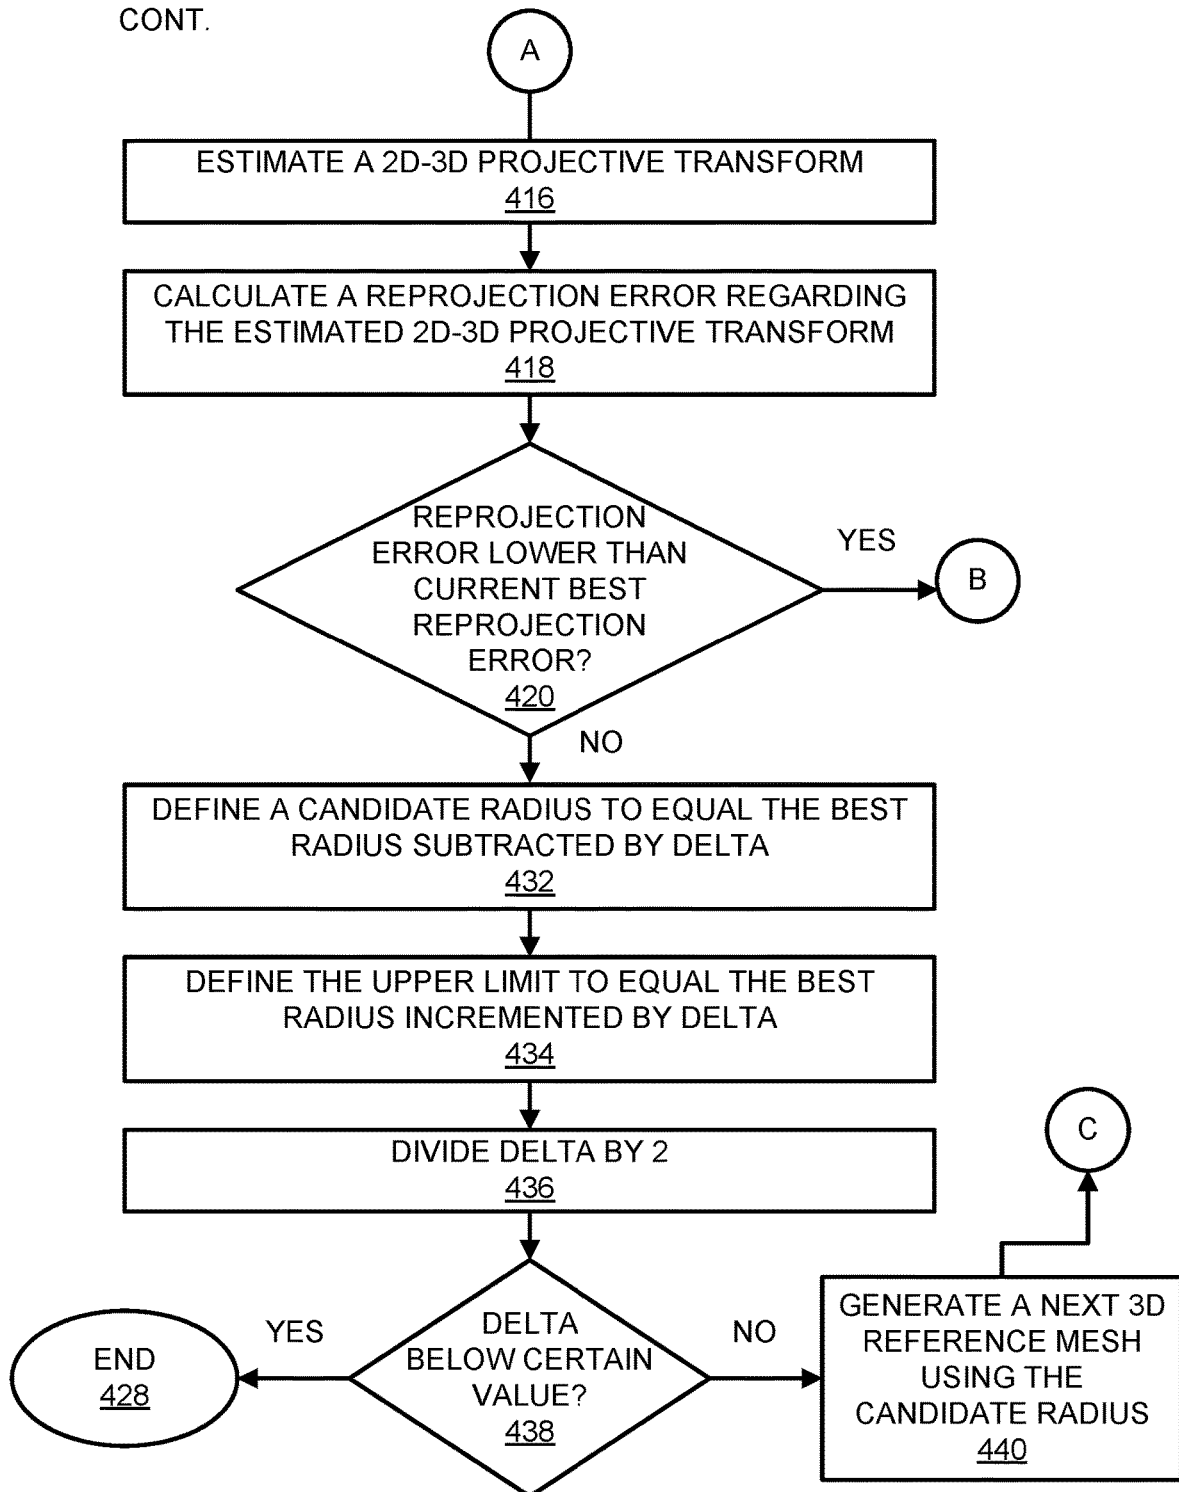 CONT.
A
ESTIMATE A 2D-3D PROJECTIVE TRANSFORM
416
CALCULATE A REPROJECTION ERROR REGARDING
THE ESTIMATED 2D-3D PROJECTIVE TRANSFORM
418
REPROJECTION
ERROR LOWER THAN
CURRENT BEST
REPROJECTION
ERROR?
420
YES
B
NO
DEFINE A CANDIDATE RADIUS TO EQUAL THE BEST
RADIUS SUBTRACTED BY DELTA
432
DEFINE THE UPPER LIMIT TO EQUAL THE BEST
RADIUS INCREMENTED BY DELTA
434
DIVIDE DELTA BY 2
436
C
DELTA
BELOW CERTAIN
VALUE?
438
YES
END
428
NO
GENERATE A NEXT 3D
REFERENCE MESH
USING THE
CANDIDATE RADIUS
440